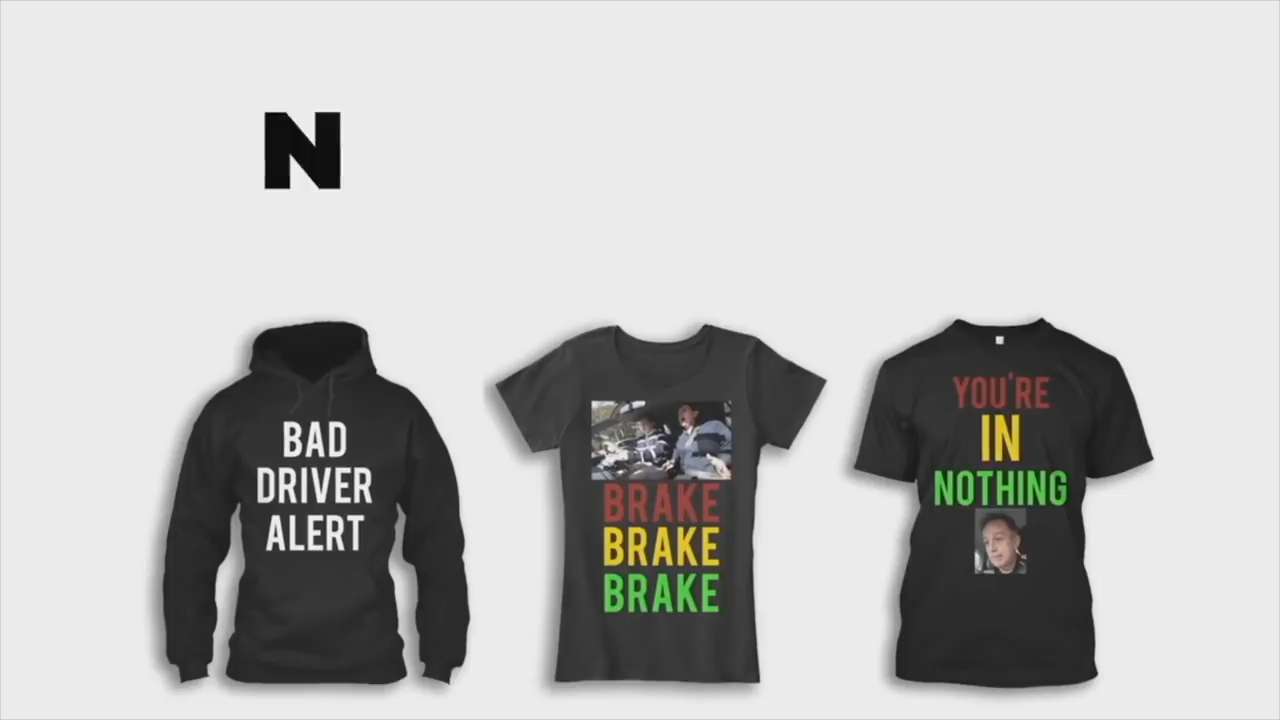 N
BAD
DRIVER
ALERT
BRAKE
BRAKE
BRAKE
YOU'RE
IN
NOTHING